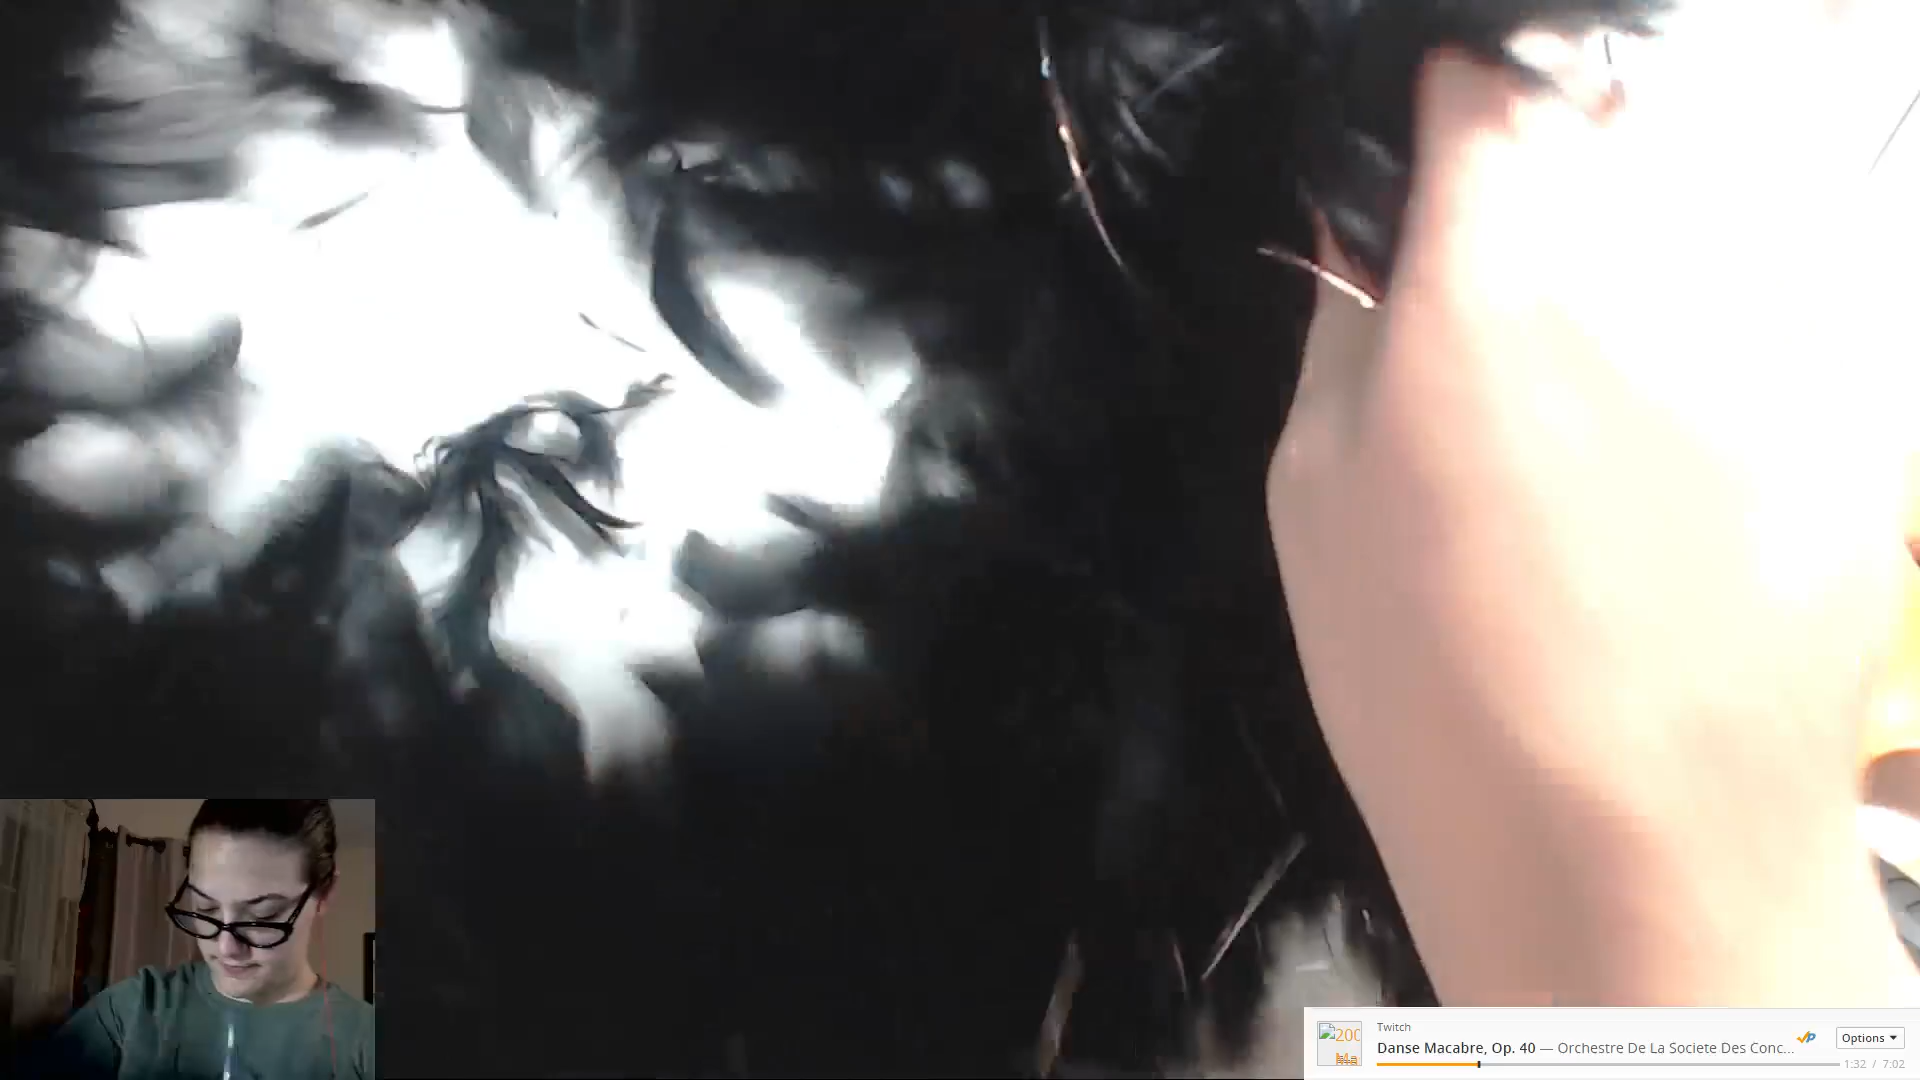 Twitch
Danse Macabre, Op. 40 — Orchestre De La Societe Des Conc...
Options
1:32 / 7:02